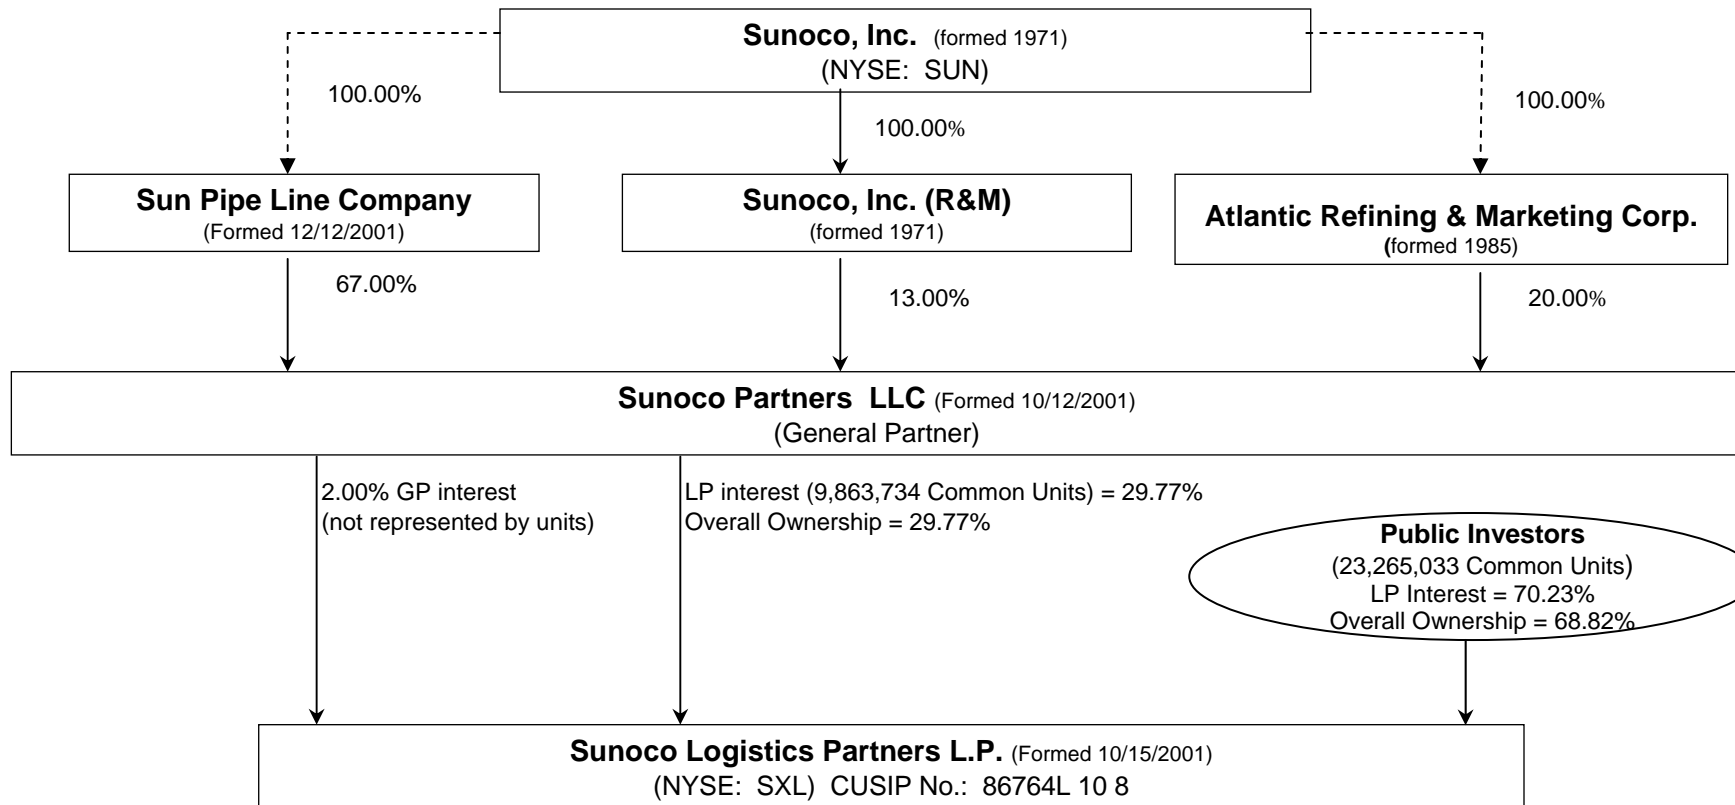 Sunoco, Inc. (formed 1971)
(NYSE: SUN)
100.00%
100.00%
100.00%
Sun Pipe Line Company
(Formed 12/12/2001)
Sunoco, Inc. (R&M)
(formed 1971)
Atlantic Refining & Marketing Corp.
(formed 1985)
67.00%
13.00%
20.00%
Sunoco Partners LLC (Formed 10/12/2001)
(General Partner)
2.00% GP interest
(not represented by units)
LP interest (9,863,734 Common Units) = 29.77%
Overall Ownership = 29.77%
Public Investors
(23,265,033 Common Units)
LP Interest = 70.23%
Overall Ownership = 68.82%
Sunoco Logistics Partners L.P. (Formed 10/15/2001)
(NYSE: SXL) CUSIP No.: 86764L 10 8